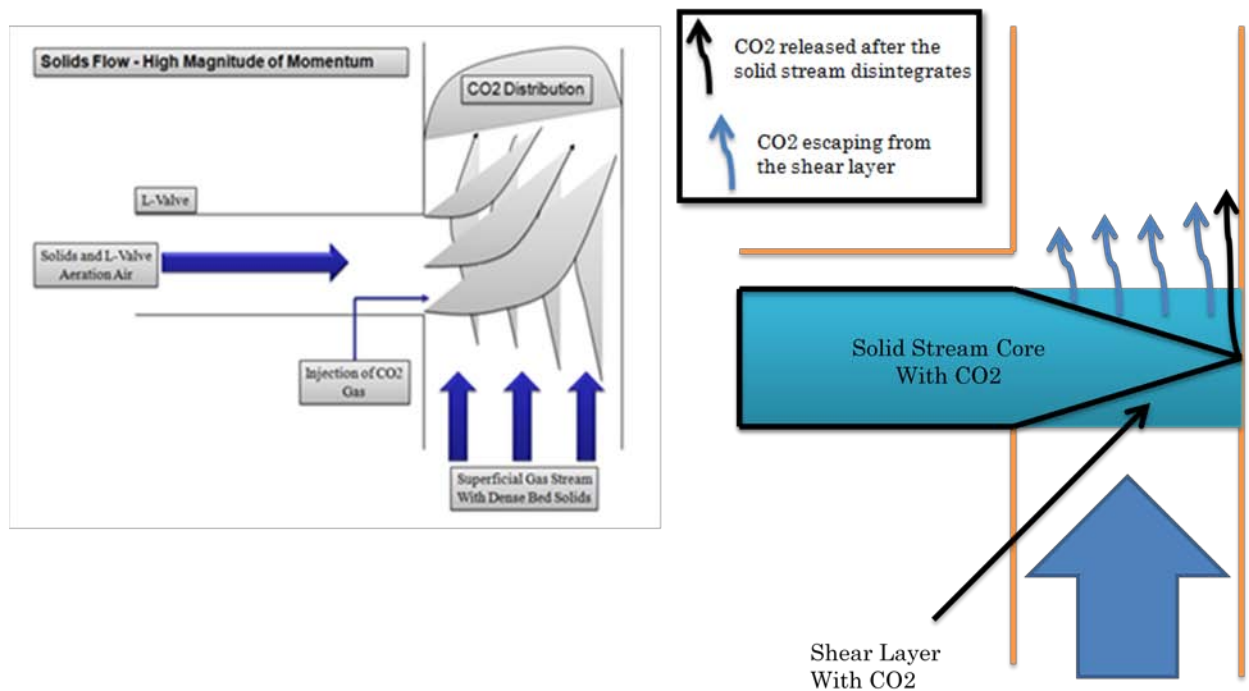 Solids Flow - High Magnitude of Momentum
CO2 Distribution
L-Valve
Solids and L-Valve
Aeration Air
Injection of CO2
Gas
Superficial Gas Stream
With Dense Bed Solids
CO2 released after the
solid stream disintegrates
CO2 escaping from
the shear layer
Solid Stream Core
With CO2
Shear Layer
With CO2